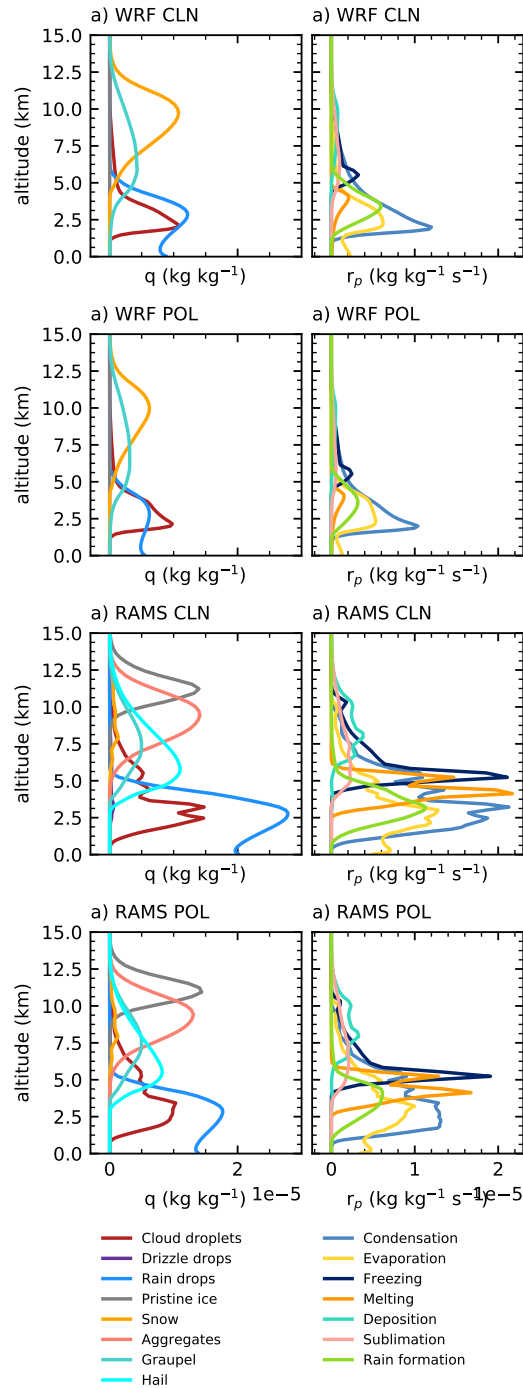 a) WRF CLN a) WRF CLN
15.0
12.5
10.0
7.5
5.0
2.5
0.0
altitude (km)
q (kg kg⁻¹) rₚ (kg kg⁻¹ s⁻¹)
a) WRF POL a) WRF POL
15.0
12.5
10.0
7.5
5.0
2.5
0.0
altitude (km)
q (kg kg⁻¹) rₚ (kg kg⁻¹ s⁻¹)
a) RAMS CLN a) RAMS CLN
15.0
12.5
10.0
7.5
5.0
2.5
0.0
altitude (km)
q (kg kg⁻¹) rₚ (kg kg⁻¹ s⁻¹)
a) RAMS POL a) RAMS POL
15.0
12.5
10.0
7.5
5.0
2.5
0.0
altitude (km)
0 2 0 1 2
q (kg kg⁻¹) 1e−5 rₚ (kg kg⁻¹ s⁻¹) 1e−5
Cloud droplets Condensation
Drizzle drops Evaporation
Rain drops Freezing
Pristine ice Melting
Snow Deposition
Aggregates Sublimation
Graupel Rain formation
Hail